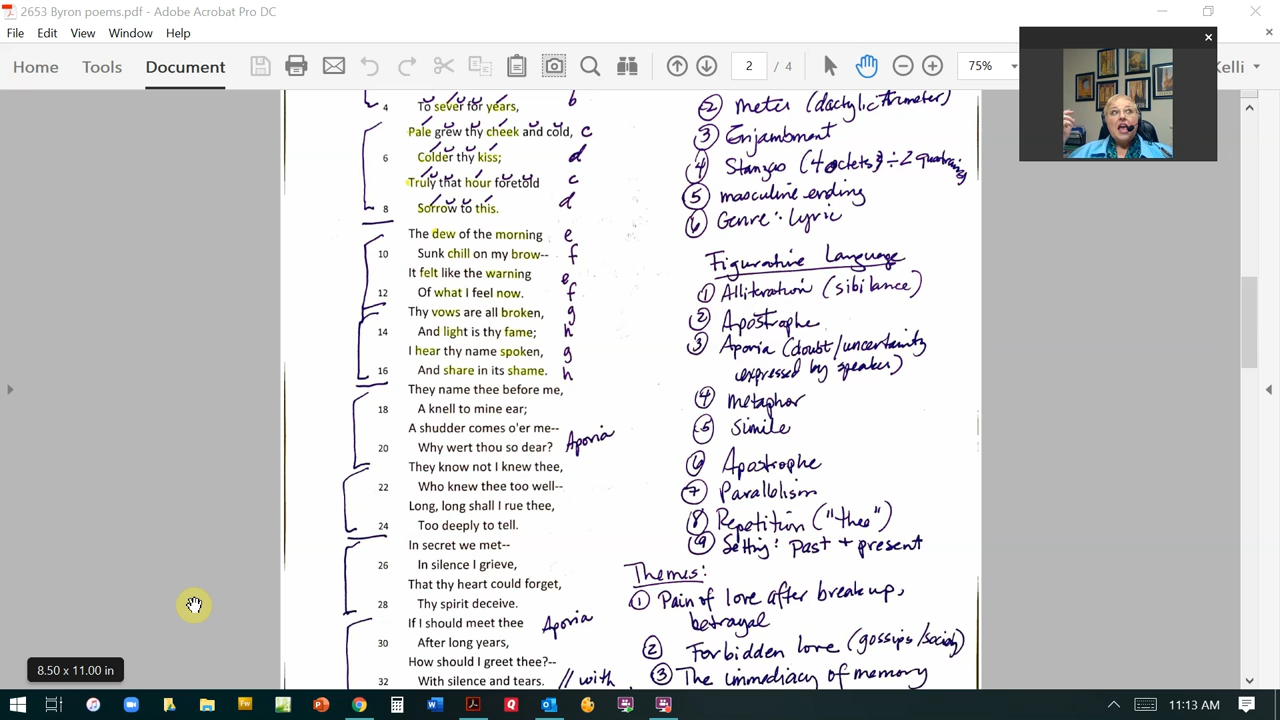 2653 Byron poems.pdf - Adobe Acrobat Pro DC
File Edit View Window Help
Home Tools Document 2 / 4 75% Kelli
4 To sever for years, b
Pale grew thy cheek and cold, c
6 Colder thy kiss; d
Truly that hour foretold c
8 Sorrow to this. d
The dew of the morning e
10 Sunk chill on my brow-- f
It felt like the warning e
12 Of what I feel now. f
Thy vows are all broken, g
14 And light is thy fame; h
I hear thy name spoken, g
16 And share in its shame. h
They name thee before me,
18 A knell to mine ear;
A shudder comes o'er me--
20 Why wert thou so dear? Aporia
They know not I knew thee,
22 Who knew thee too well--
Long, long shall I rue thee,
24 Too deeply to tell.
In secret we met--
26 In silence I grieve,
That thy heart could forget,
28 Thy spirit deceive.
If I should meet thee Aporia
30 After long years,
How should I greet thee?--
32 With silence and tears. // with
② Meter (dactylic trimeter)
③ Enjambment
④ Stanzas (4 octets) ÷ 2 quatrains
⑤ masculine ending
⑥ Genre: Lyric
Figurative Language
① Alliteration (sibilance)
② Apostrophe
③ Aporia (doubt/uncertainty
expressed by speaker)
④ Metaphor
⑤ Simile
⑥ Apostrophe
⑦ Parallelism
⑧ Repetition ("thee")
⑨ Setting: Past + present
Themes:
① Pain of love after breakup,
betrayal
② Forbidden love (gossips/society)
③ The immediacy of memory
8.50 x 11.00 in
11:13 AM